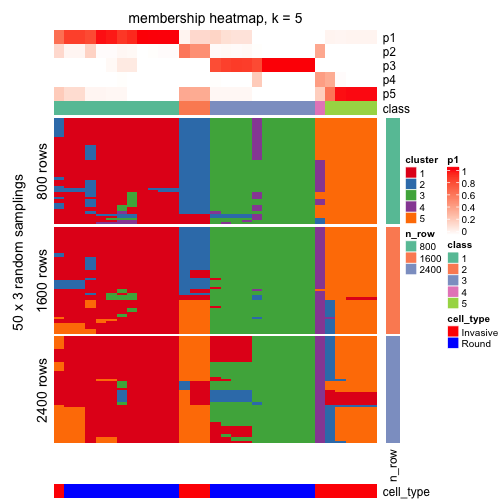 membership heatmap, k = 5
p1
p2
p3
p4
p5
class
50 x 3 random samplings
800 rows
1600 rows
2400 rows
n_row
cell_type
cluster
1
2
3
4
5
n_row
800
1600
2400
p1
1
0.8
0.6
0.4
0.2
0
class
1
2
3
4
5
cell_type
Invasive
Round